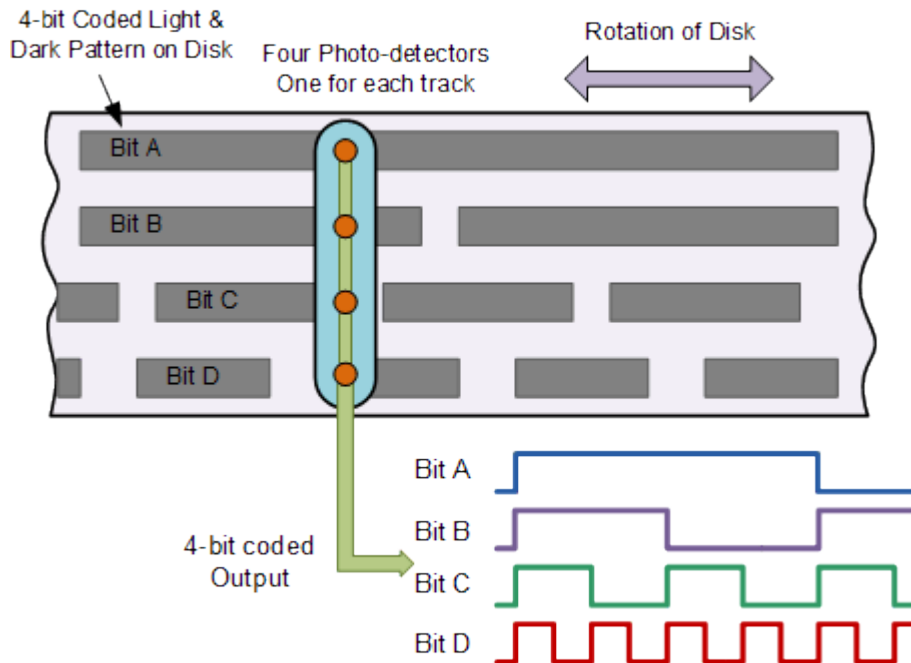 4-bit Coded Light &
Dark Pattern on Disk
Four Photo-detectors
One for each track
Rotation of Disk
Bit A
Bit B
Bit C
Bit D
4-bit coded
Output
Bit A
Bit B
Bit C
Bit D